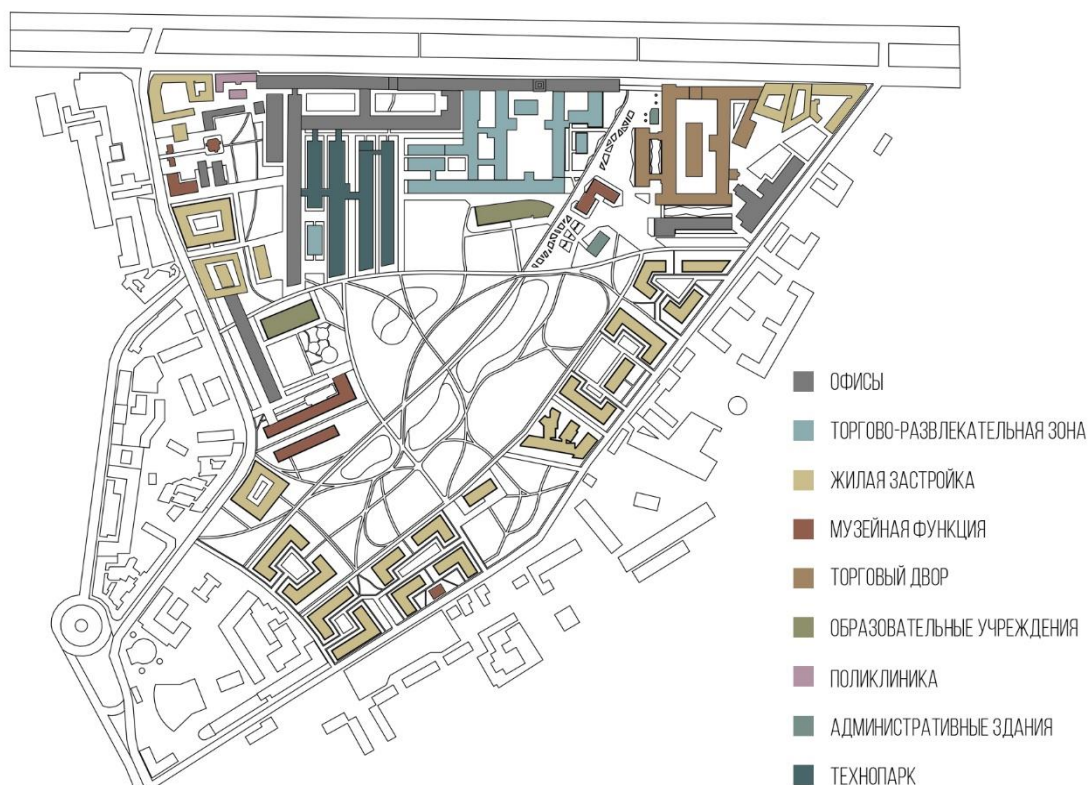 ОФИСЫ
ТОРГОВО-РАЗВЛЕКАТЕЛЬНАЯ ЗОНА
ЖИЛАЯ ЗАСТРОЙКА
МУЗЕЙНАЯ ФУНКЦИЯ
ТОРГОВЫЙ ДВОР
ОБРАЗОВАТЕЛЬНЫЕ УЧРЕЖДЕНИЯ
ПОЛИКЛИНИКА
АДМИНИСТРАТИВНЫЕ ЗДАНИЯ
ТЕХНОПАРК